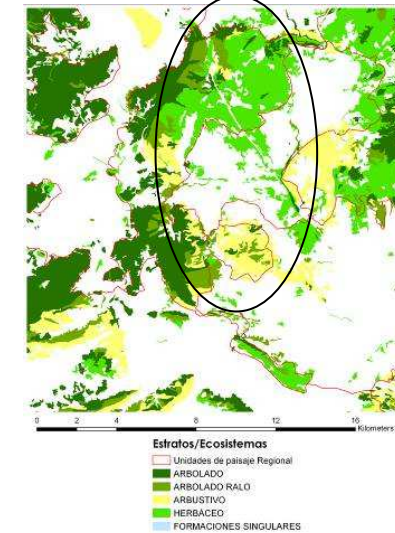 0 2 4 8 12 16
Kilometers
Estratos/Ecosistemas
Unidades de paisaje Regional
ARBOLADO
ARBOLADO RALO
ARBUSTIVO
HERBÁCEO
FORMACIONES SINGULARES